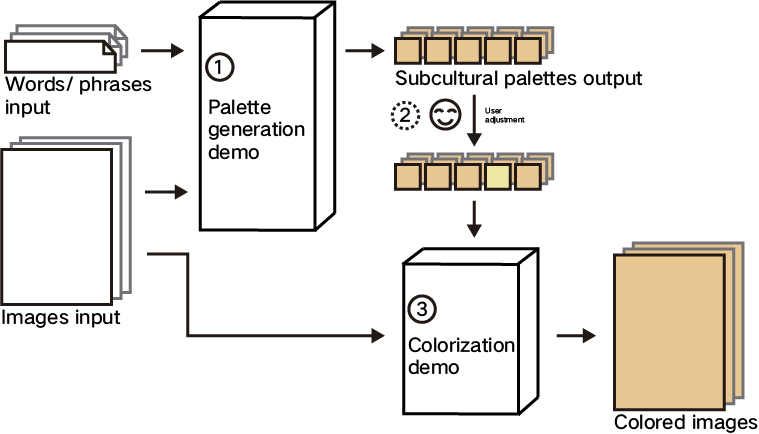 Words/ phrases
input
1
Palette
generation
demo
Subcultural palettes output
2
User
adjustment
Images input
3
Colorization
demo
Colored images